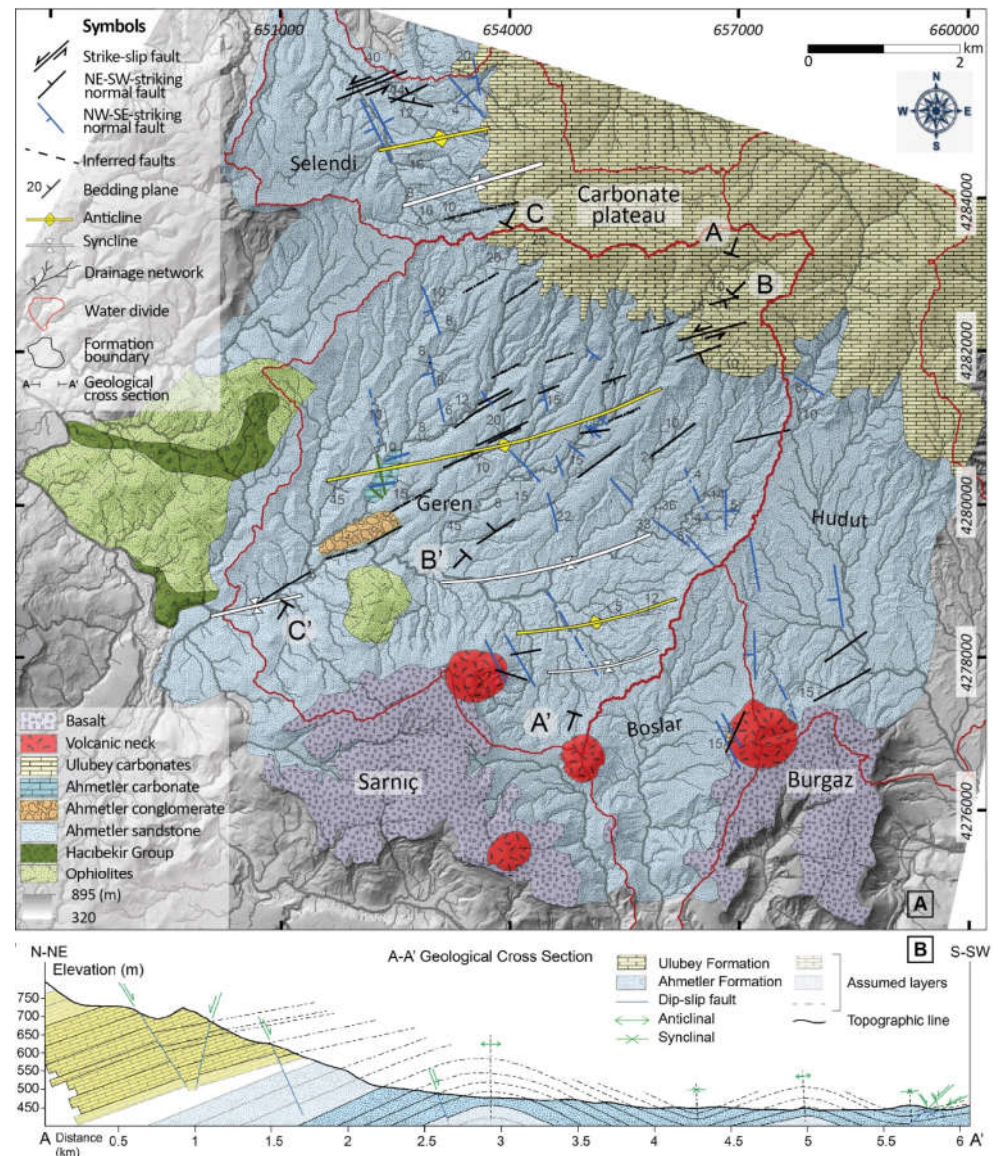 651000
654000
657000
660000
Symbols
Strike-slip fault
NE-SW-striking
normal fault
NW-SE-striking
normal fault
Inferred faults
20
Bedding plane
Anticline
Syncline
Drainage network
Water divide
Formation
boundary
A A' Geological
cross section
0 2
km
N
W E
S
4284000
4282000
4280000
4278000
4276000
Selendi
Carbonate
plateau
C
A
B
Geren
Hudut
B'
C'
A'
Boslar
Sarnıç
Burgaz
Basalt
Volcanic neck
Ulubey carbonates
Ahmetler carbonate
Ahmetler conglomerate
Ahmetler sandstone
Hacıbekir Group
Ophiolites
895 (m)
320
A
B
N-NE
S-SW
Elevation (m)
A-A' Geological Cross Section
Ulubey Formation
Ahmetler Formation
Dip-slip fault
Anticlinal
Synclinal
Assumed layers
Topographic line
750
700
650
600
550
500
450
A Distance
(km)
0.5 1 1.5 2 2.5 3 3.5 4 4.5 5 5.5 6 A'